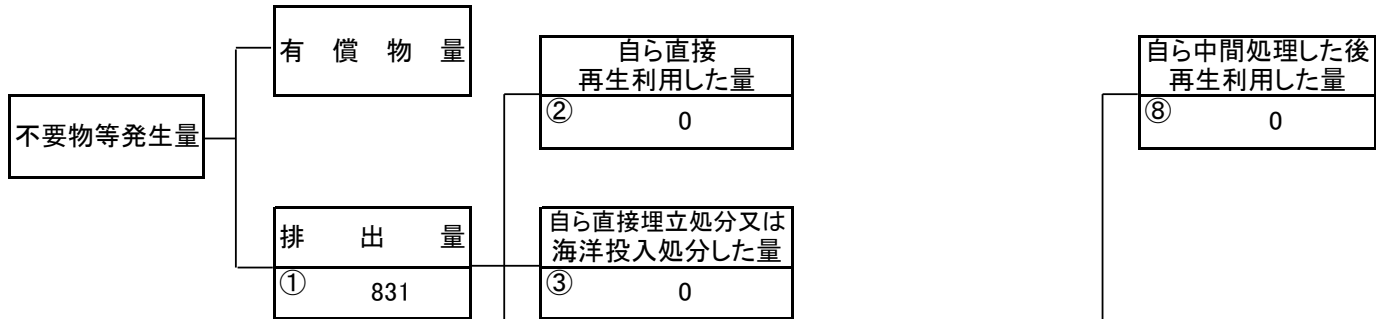 有償物量
自ら直接
再生利用した量
② 0
自ら中間処理した後
再生利用した量
⑧ 0
不要物等発生量
排出量
① 831
自ら直接埋立処分又は
海洋投入処分した量
③ 0